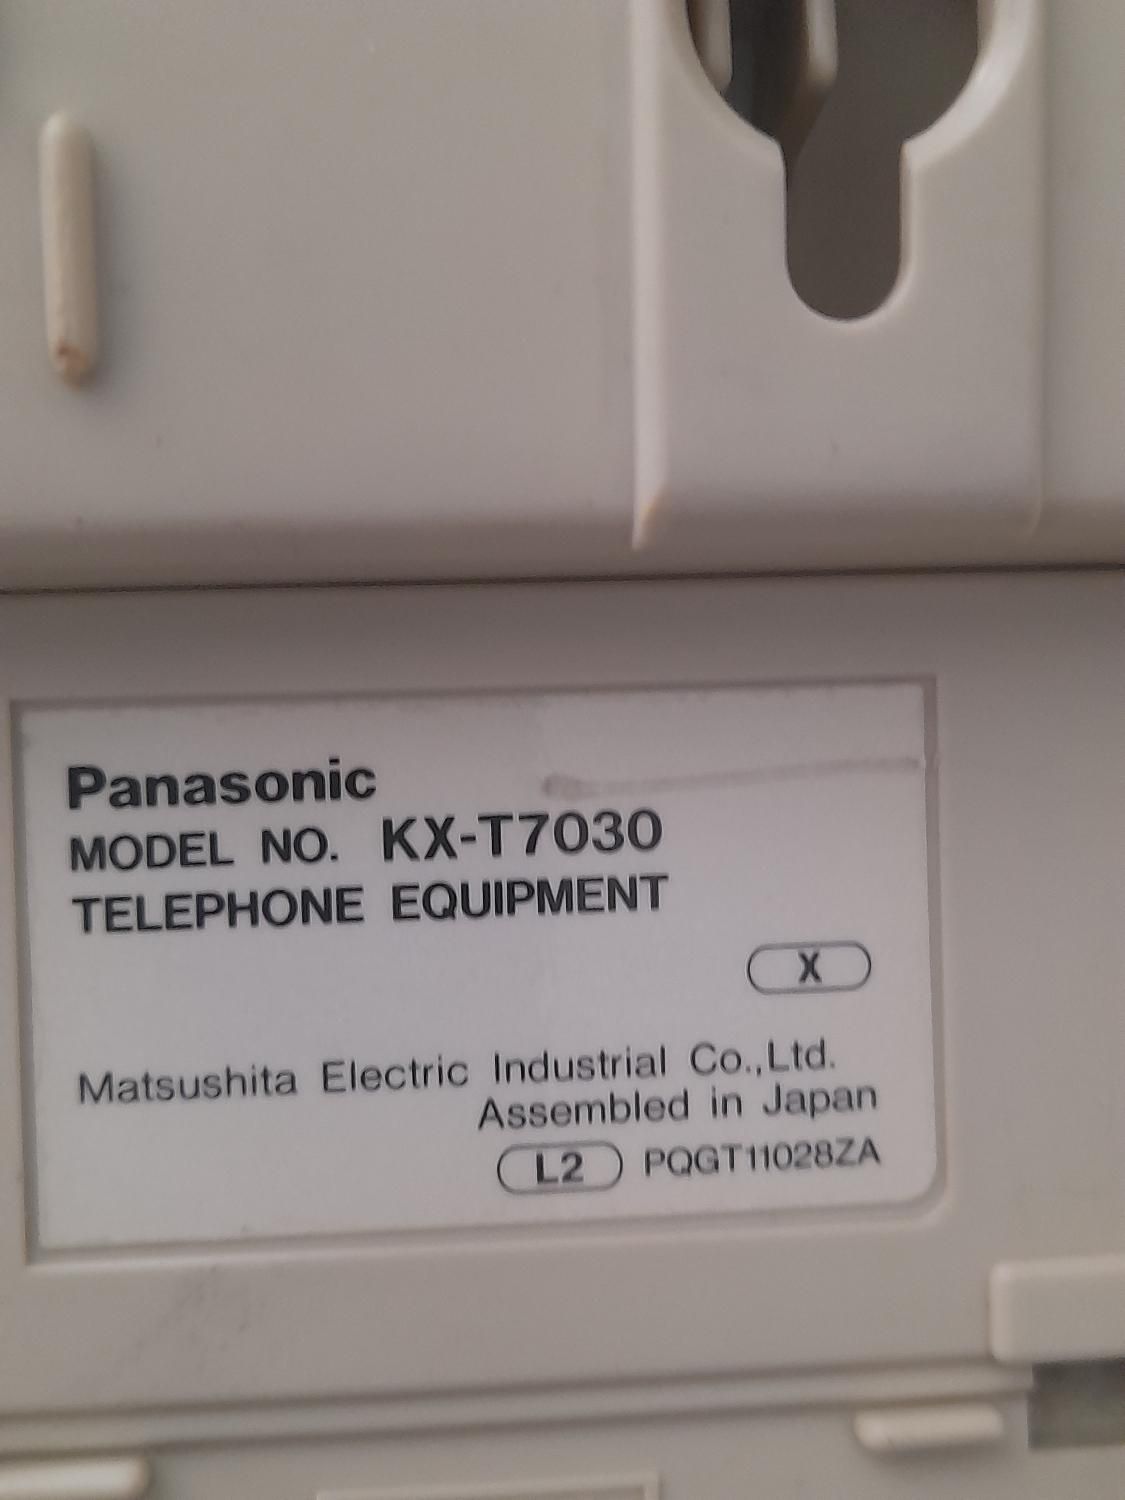 Panasonic
MODEL NO. KX-T7030
TELEPHONE EQUIPMENT
X
Matsushita Electric Industrial Co.,Ltd.
Assembled in Japan
L2 PQGT11028ZA